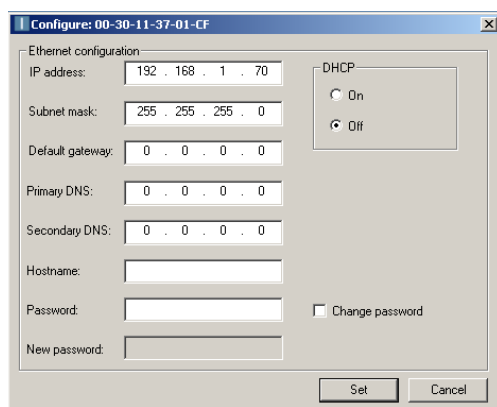 Configure: 00-30-11-37-01-CF
Ethernet configuration
IP address: 192 . 168 . 1 . 70
DHCP
On
Off
Subnet mask: 255 . 255 . 255 . 0
Default gateway: 0 . 0 . 0 . 0
Primary DNS: 0 . 0 . 0 . 0
Secondary DNS: 0 . 0 . 0 . 0
Hostname:
Password:
Change password
New password:
Set
Cancel